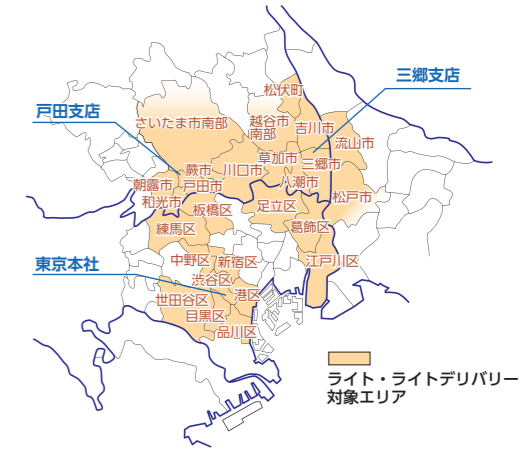 三郷支店
松伏町
戸田支店
さいたま市南部
越谷市
南部
吉川市
流山市
草加市
三郷市
蕨市
川口市
朝霞市
戸田市
八潮市
松戸市
和光市
板橋区
足立区
練馬区
葛飾区
中野区
新宿区
江戸川区
東京本社
渋谷区
世田谷区
港区
目黒区
品川区
ライト・ライトデリバリー
対象エリア